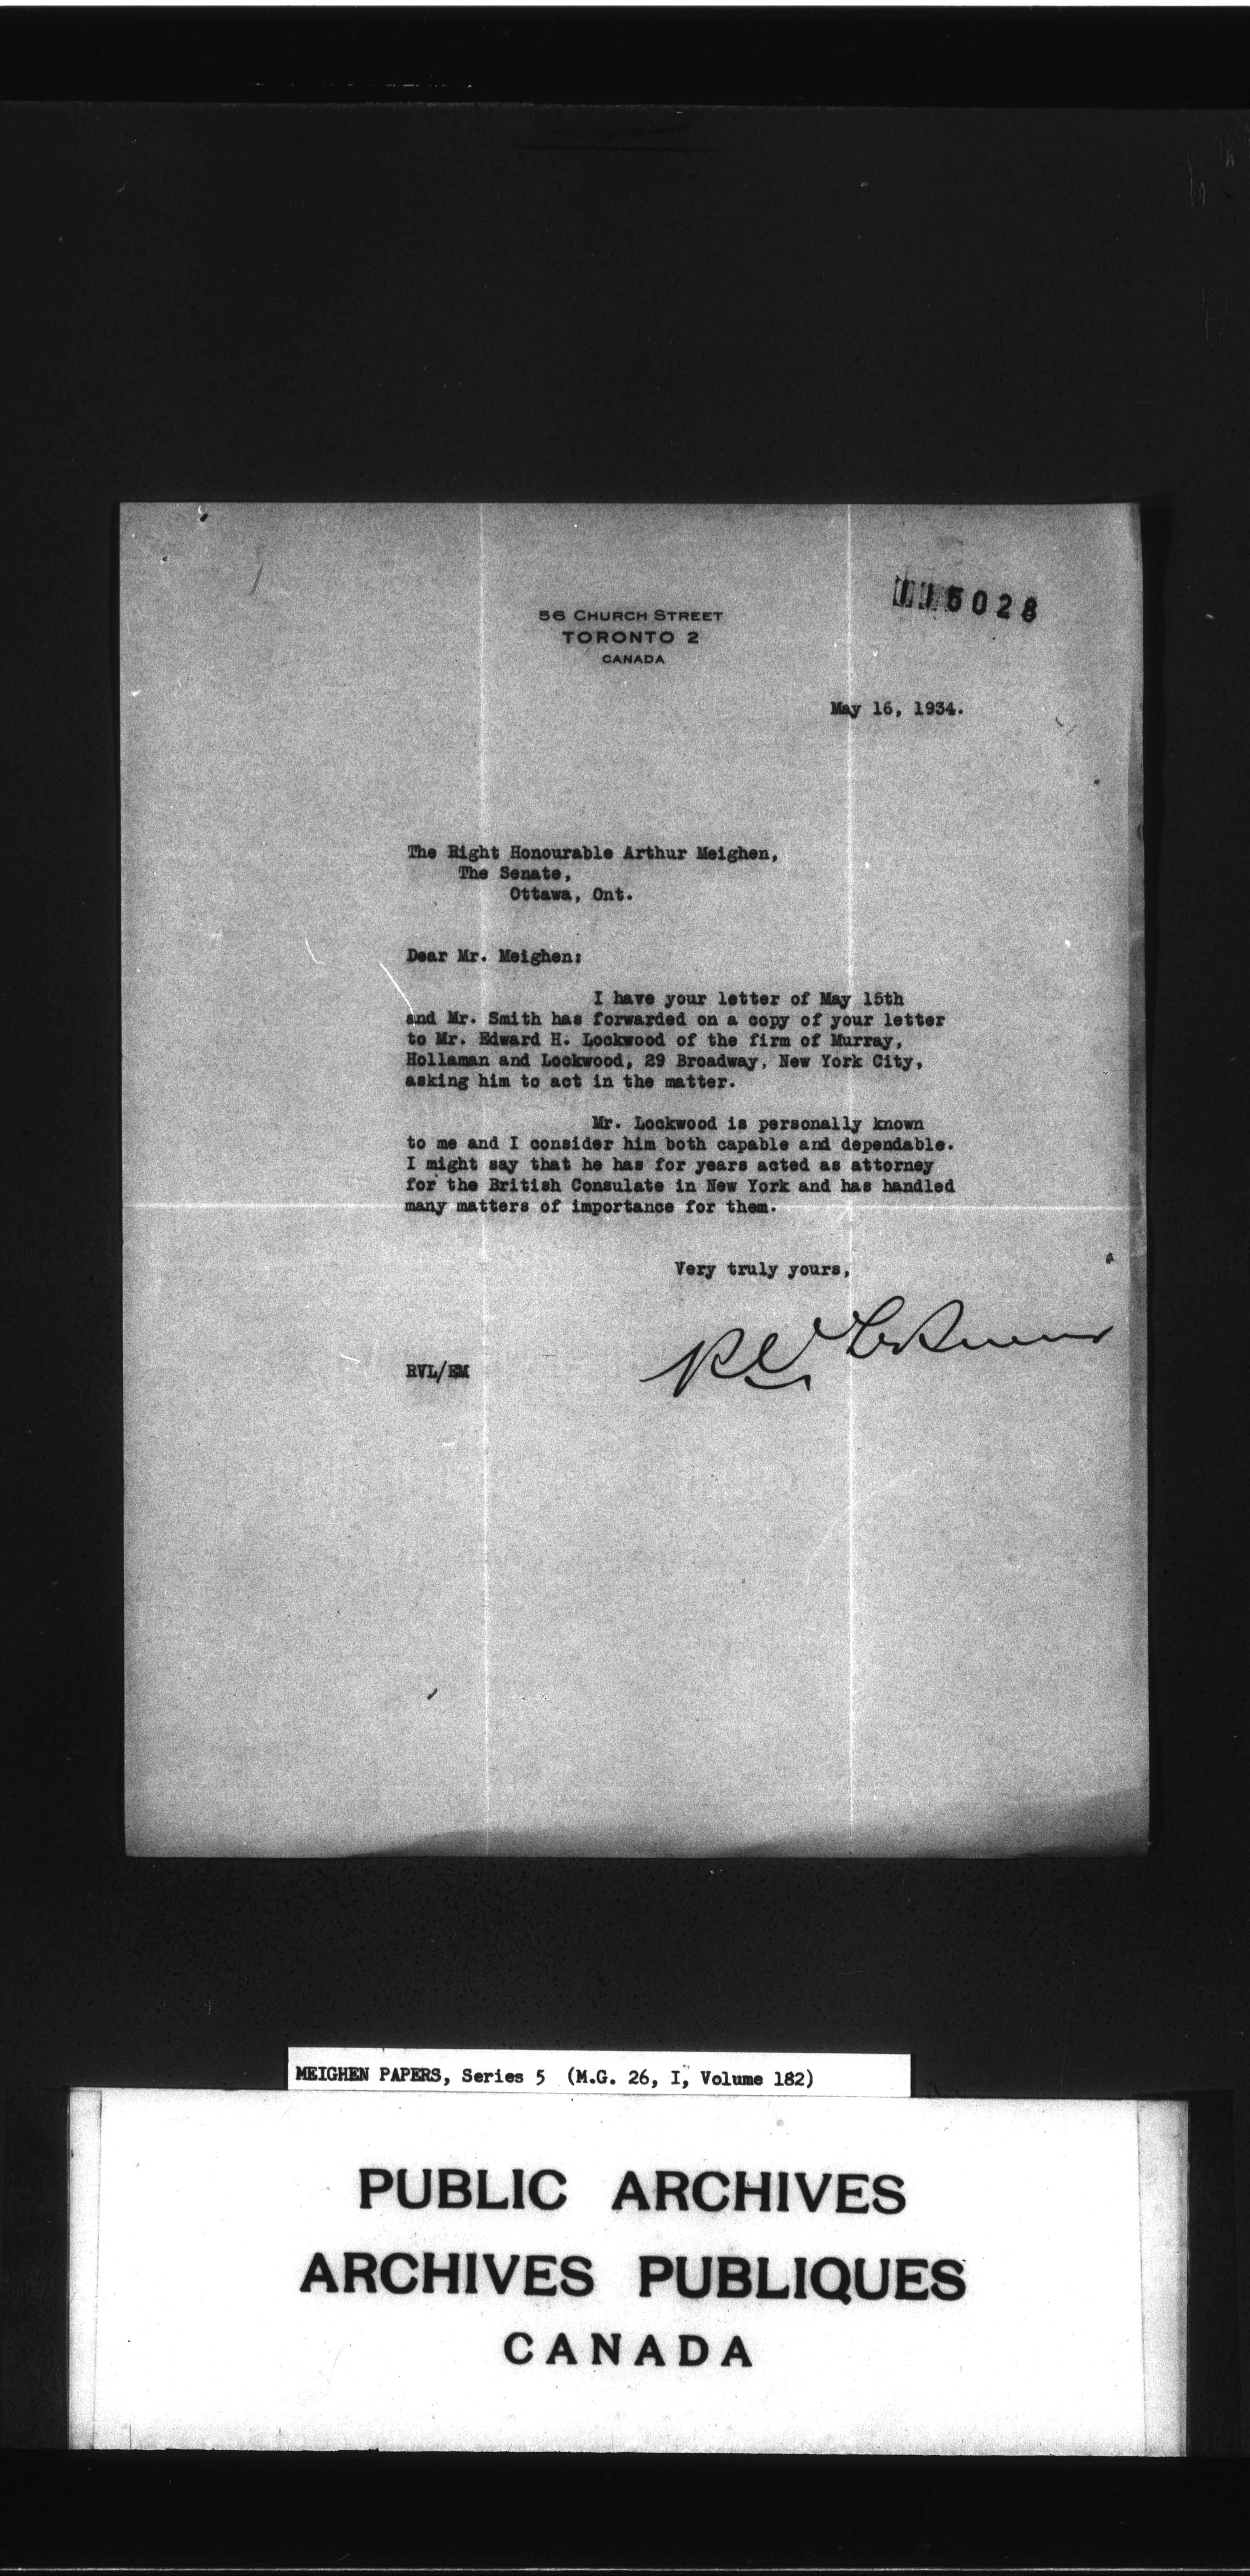 115028
56 CHURCH STREET
TORONTO 2
CANADA
May 16, 1934.
The Right Honourable Arthur Meighen,
The Senate,
Ottawa, Ont.
Dear Mr. Meighen:
I have your letter of May 15th
and Mr. Smith has forwarded on a copy of your letter
to Mr. Edward H. Lockwood of the firm of Murray,
Hollaman and Lockwood, 29 Broadway, New York City,
asking him to act in the matter.
Mr. Lockwood is personally known
to me and I consider him both capable and dependable.
I might say that he has for years acted as attorney
for the British Consulate in New York and has handled
many matters of importance for them.
Very truly yours,
RVL/EM
MEIGHEN PAPERS, Series 5 (M.G. 26, I, Volume 182)
PUBLIC ARCHIVES
ARCHIVES PUBLIQUES
CANADA